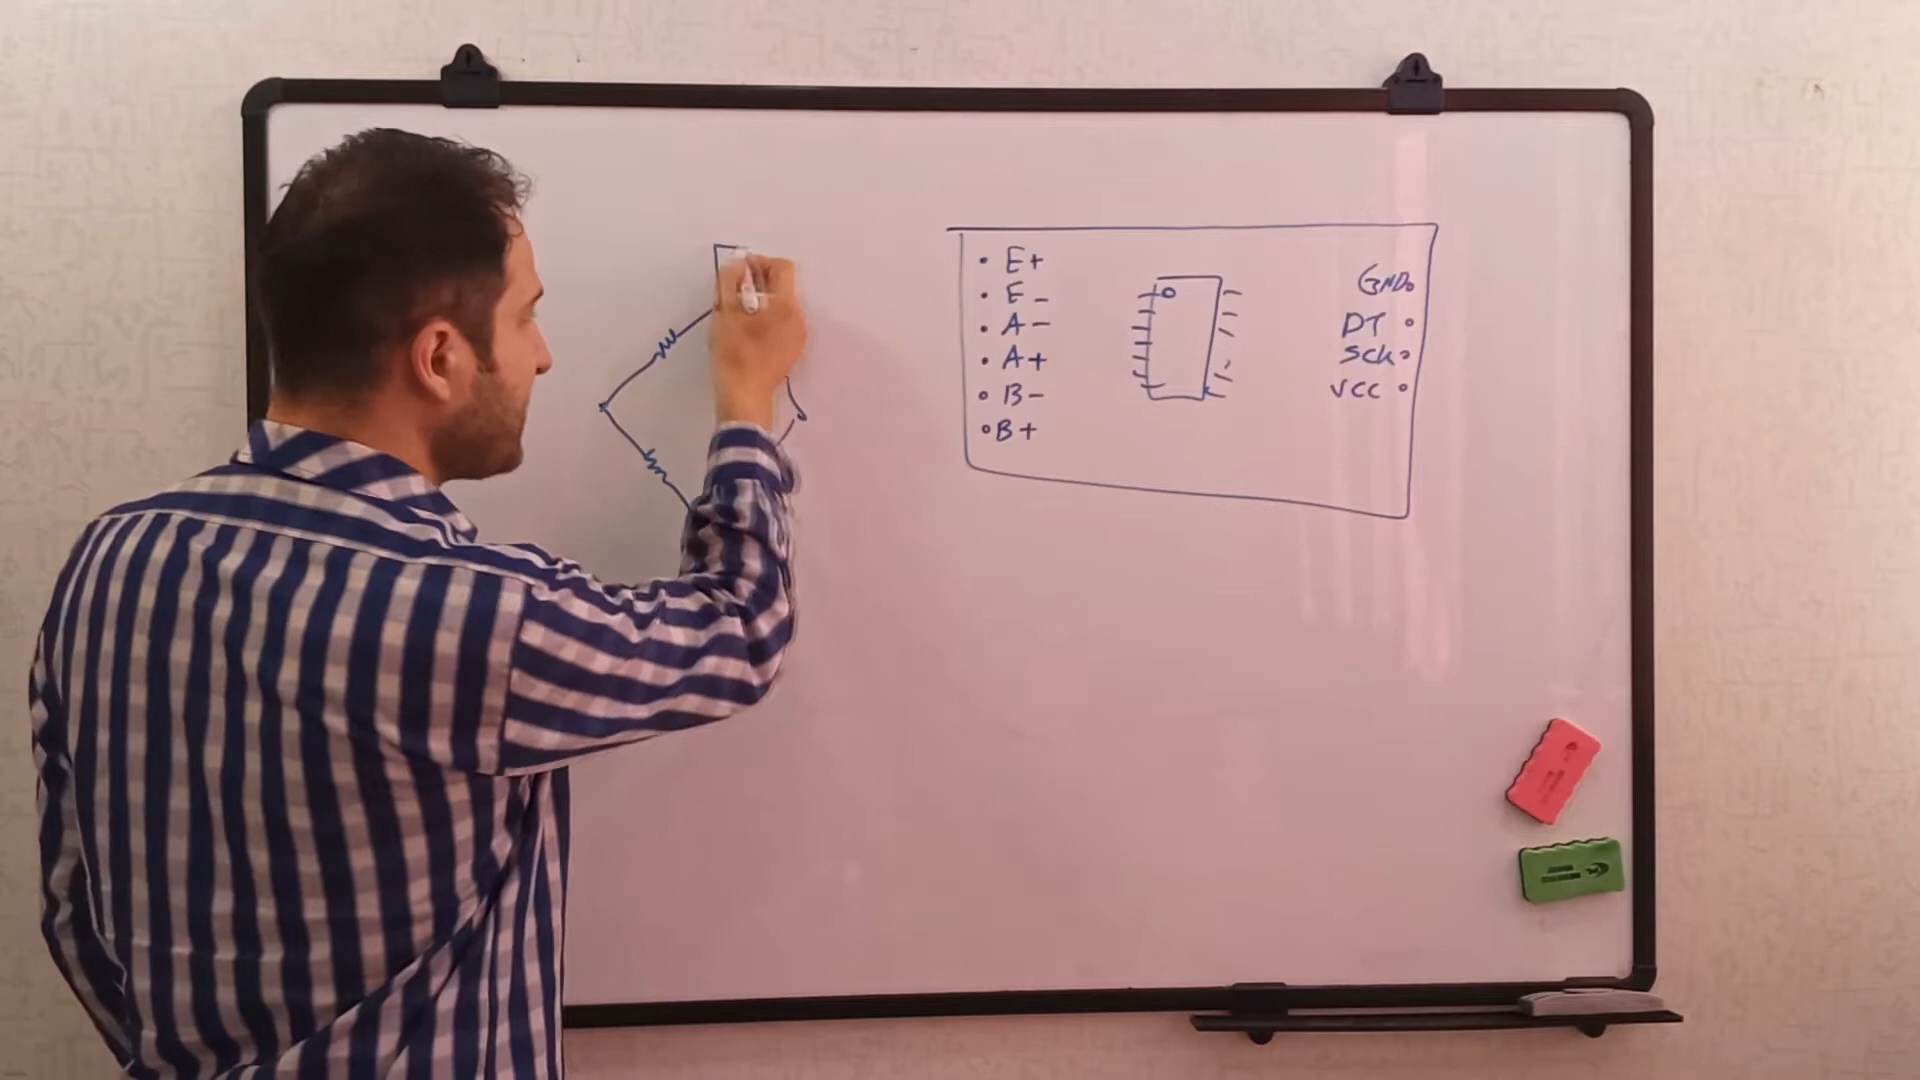 E+
E-
A-
A+
B-
B+
GND
DT
SCK
VCC